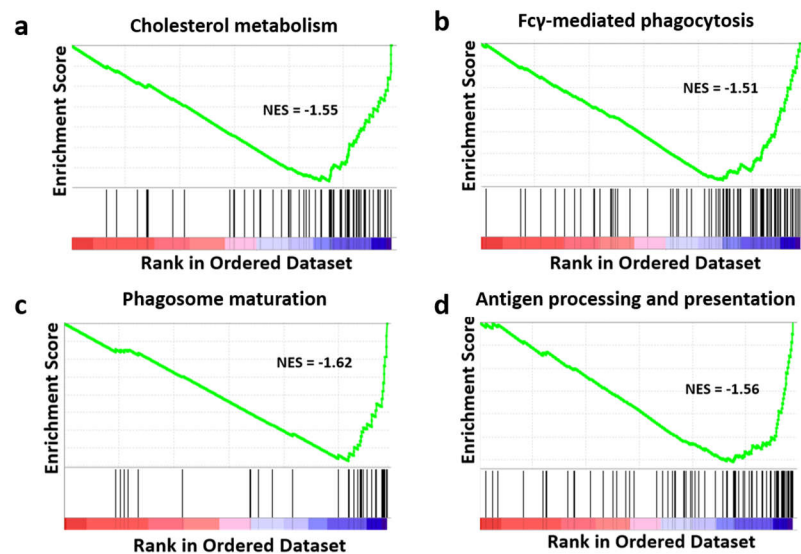 a
Cholesterol metabolism
Enrichment Score
NES = -1.55
Rank in Ordered Dataset
b
Fcγ-mediated phagocytosis
Enrichment Score
NES = -1.51
Rank in Ordered Dataset
c
Phagosome maturation
Enrichment Score
NES = -1.62
Rank in Ordered Dataset
d
Antigen processing and presentation
Enrichment Score
NES = -1.56
Rank in Ordered Dataset